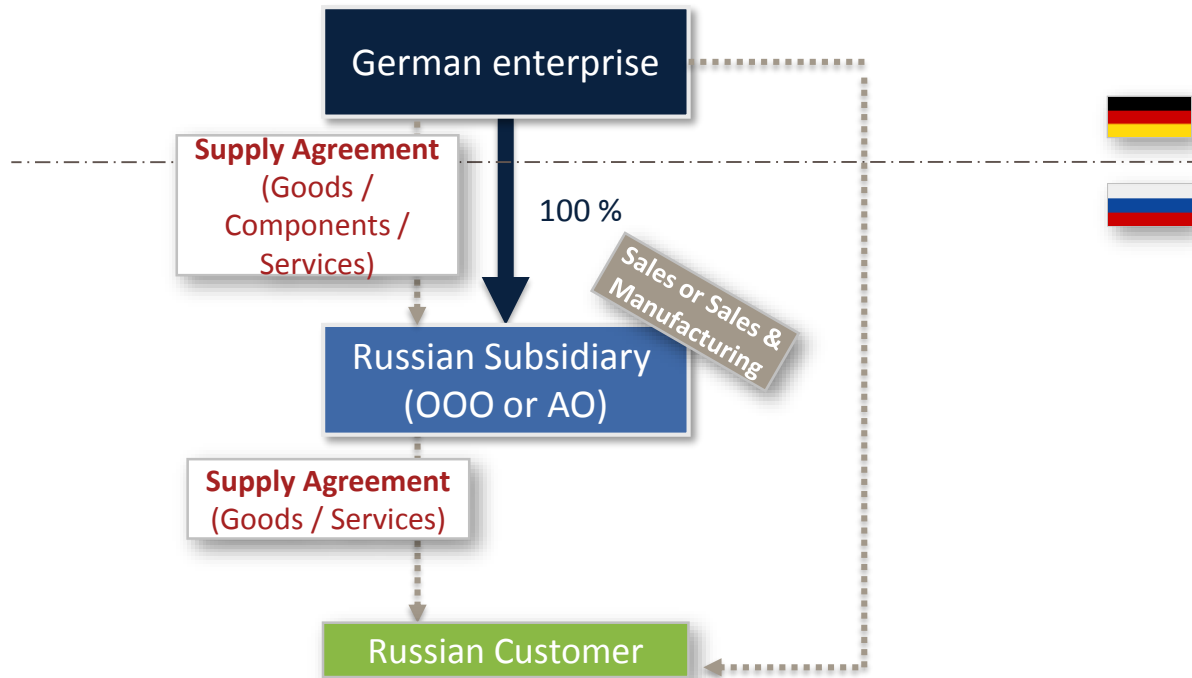 German enterprise
Supply Agreement
(Goods /
Components /
Services)
100 %
Sales or Sales &
Manufacturing
Russian Subsidiary
(OOO or AO)
Supply Agreement
(Goods / Services)
Russian Customer